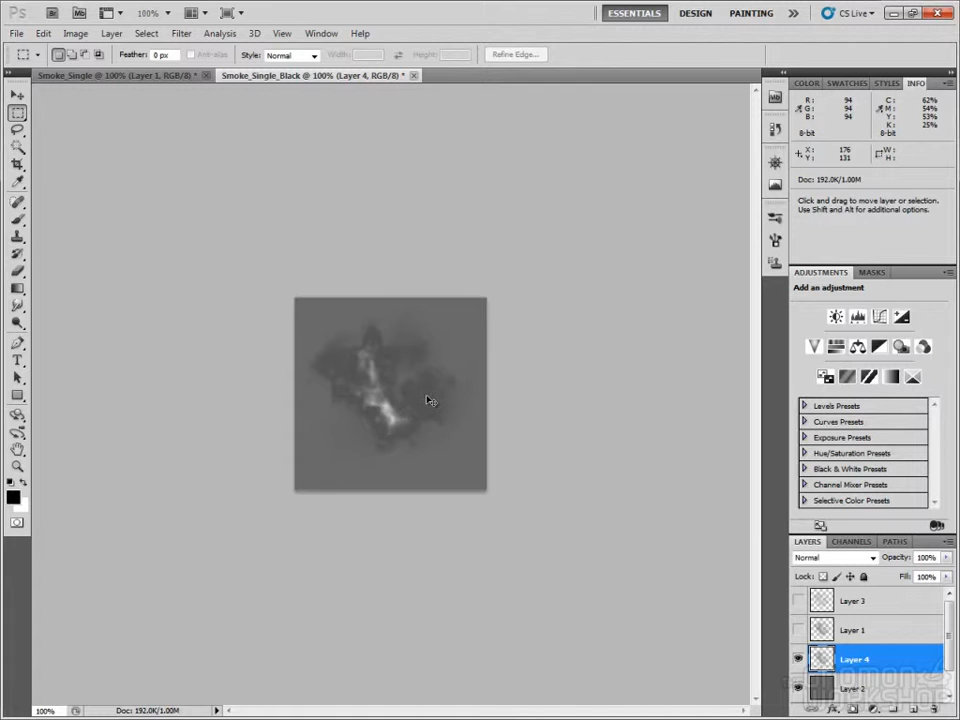 Ps Br Mb 100% ESSENTIALS DESIGN PAINTING CS Live
File Edit Image Layer Select Filter Analysis 3D View Window Help
Feather: 0 px Anti-alias Style: Normal Width: Height: Refine Edge...
Smoke_Single @ 100% (Layer 1, RGB/8) * Smoke_Single_Black @ 100% (Layer 4, RGB/8) *
COLOR SWATCHES STYLES INFO
R: 94 C: 62%
G: 94 M: 54%
B: 94 Y: 53%
K: 25%
8-bit 8-bit
X: 176 W:
Y: 131 H:
Doc: 192.0K/1.00M
Click and drag to move layer or selection.
Use Shift and Alt for additional options.
ADJUSTMENTS MASKS
Add an adjustment
Levels Presets
Curves Presets
Exposure Presets
Hue/Saturation Presets
Black & White Presets
Channel Mixer Presets
Selective Color Presets
LAYERS CHANNELS PATHS
Normal Opacity: 100%
Lock: Fill: 100%
Layer 3
Layer 1
Layer 4
Layer 2
100% Doc: 192.0K/1.00M